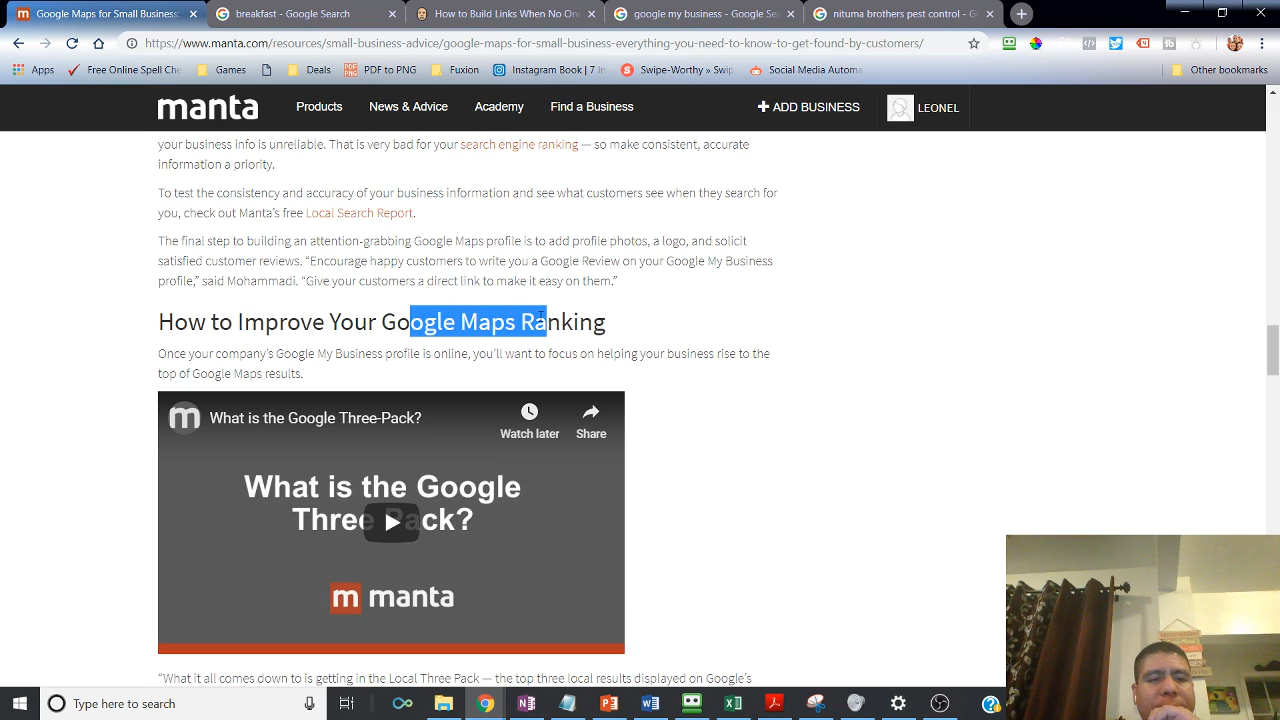 Google Maps for Small Business:
breakfast - Google Search
How to Build Links When No One
google my business - Google Se
nituma brothers pest control - G
https://www.manta.com/resources/small-business-advice/google-maps-for-small-business-everything-you-need-to-know-to-get-found-by-customers/
Apps
Free Online Spell Che
Games
Deals
PDF to PNG
Fuxion
Instagram Book | 7 In
Swipe-Worthy » Swip
Social Media Automa
Other bookmarks
manta
Products
News & Advice
Academy
Find a Business
+ ADD BUSINESS
LEONEL
your business info is unreliable. That is very bad for your search engine ranking — so make consistent, accurate
information a priority.
To test the consistency and accuracy of your business information and see what customers see when they search for
you, check out Manta’s free Local Search Report.
The final step to building an attention-grabbing Google Maps profile is to add profile photos, a logo, and solicit
satisfied customer reviews. “Encourage happy customers to write you a Google Review on your Google My Business
profile,” said Mohammadi. “Give your customers a direct link to make it easy on them.”
How to Improve Your Google Maps Ranking
Once your company’s Google My Business profile is online, you’ll want to focus on helping your business rise to the
top of Google Maps results.
m
What is the Google Three-Pack?
Watch later
Share
What is the Google
Three Pack?
m manta
“What it all comes down to is getting in the Local Three Pack — the top three local results displayed on Google’s
Type here to search